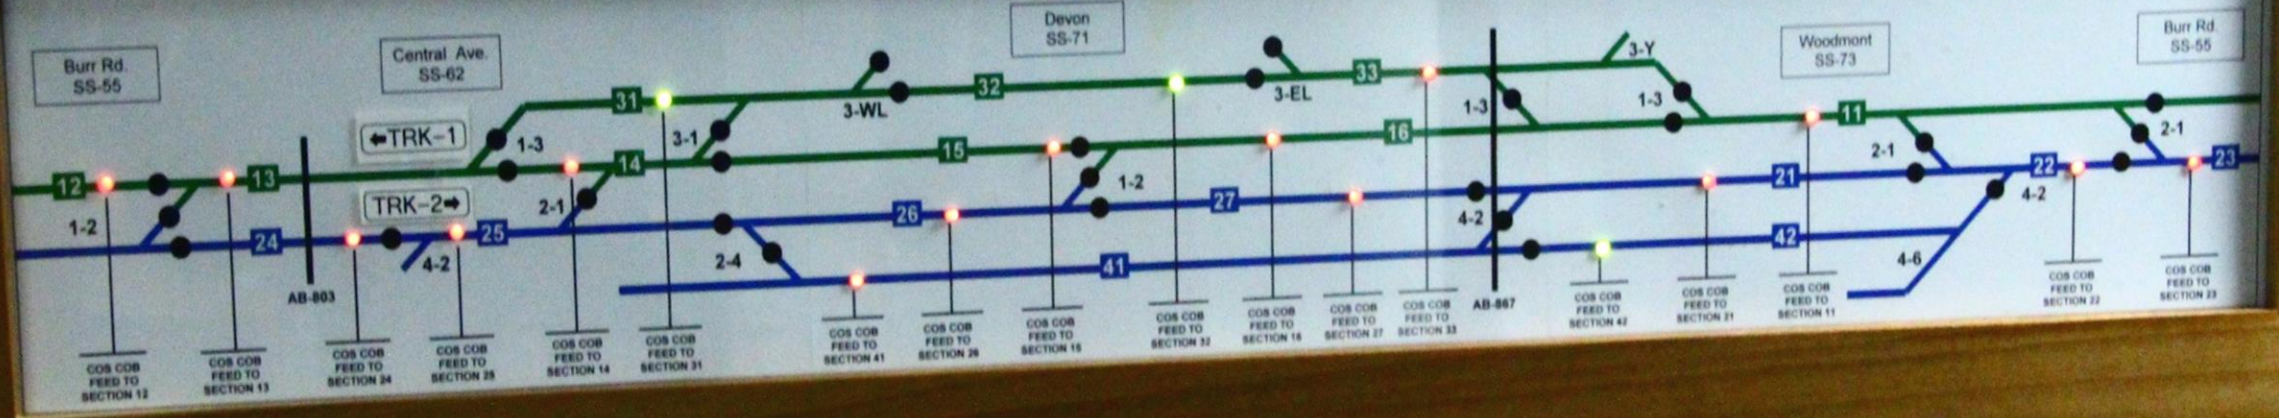 Burr Rd.
SS-55
Central Ave.
SS-62
Devon
SS-71
Woodmont
SS-73
Burr Rd.
SS-55
3-Y
31
3-WL
32
3-EL
33
1-3
1-3
11
2-1
←TRK-1
1-3
3-1
14
15
16
2-1
12
13
TRK-2→
2-1
1-2
27
4-2
21
22
4-2
23
1-2
24
25
4-2
26
2-4
41
42
4-6
AB-803
AB-867
COS COB
FEED TO
SECTION 12
COS COB
FEED TO
SECTION 13
COS COB
FEED TO
SECTION 24
COS COB
FEED TO
SECTION 25
COS COB
FEED TO
SECTION 14
COS COB
FEED TO
SECTION 31
COS COB
FEED TO
SECTION 41
COS COB
FEED TO
SECTION 26
COS COB
FEED TO
SECTION 15
COS COB
FEED TO
SECTION 32
COS COB
FEED TO
SECTION 16
COS COB
FEED TO
SECTION 27
COS COB
FEED TO
SECTION 33
COS COB
FEED TO
SECTION 42
COS COB
FEED TO
SECTION 21
COS COB
FEED TO
SECTION 11
COS COB
FEED TO
SECTION 22
COS COB
FEED TO
SECTION 23